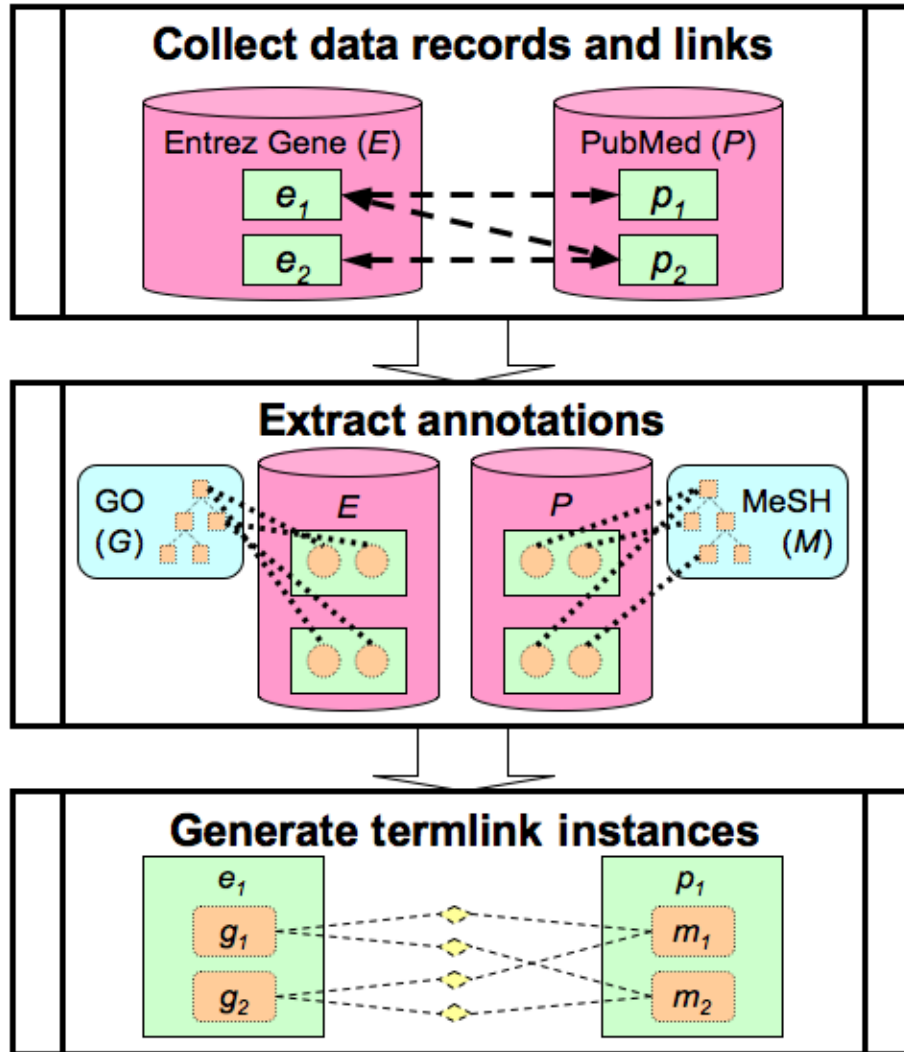 Collect data records and links
Entrez Gene (E)
PubMed (P)
e1
p1
e2
p2
Extract annotations
GO
(G)
E
P
MeSH
(M)
Generate termlink instances
e1
p1
g1
m1
g2
m2